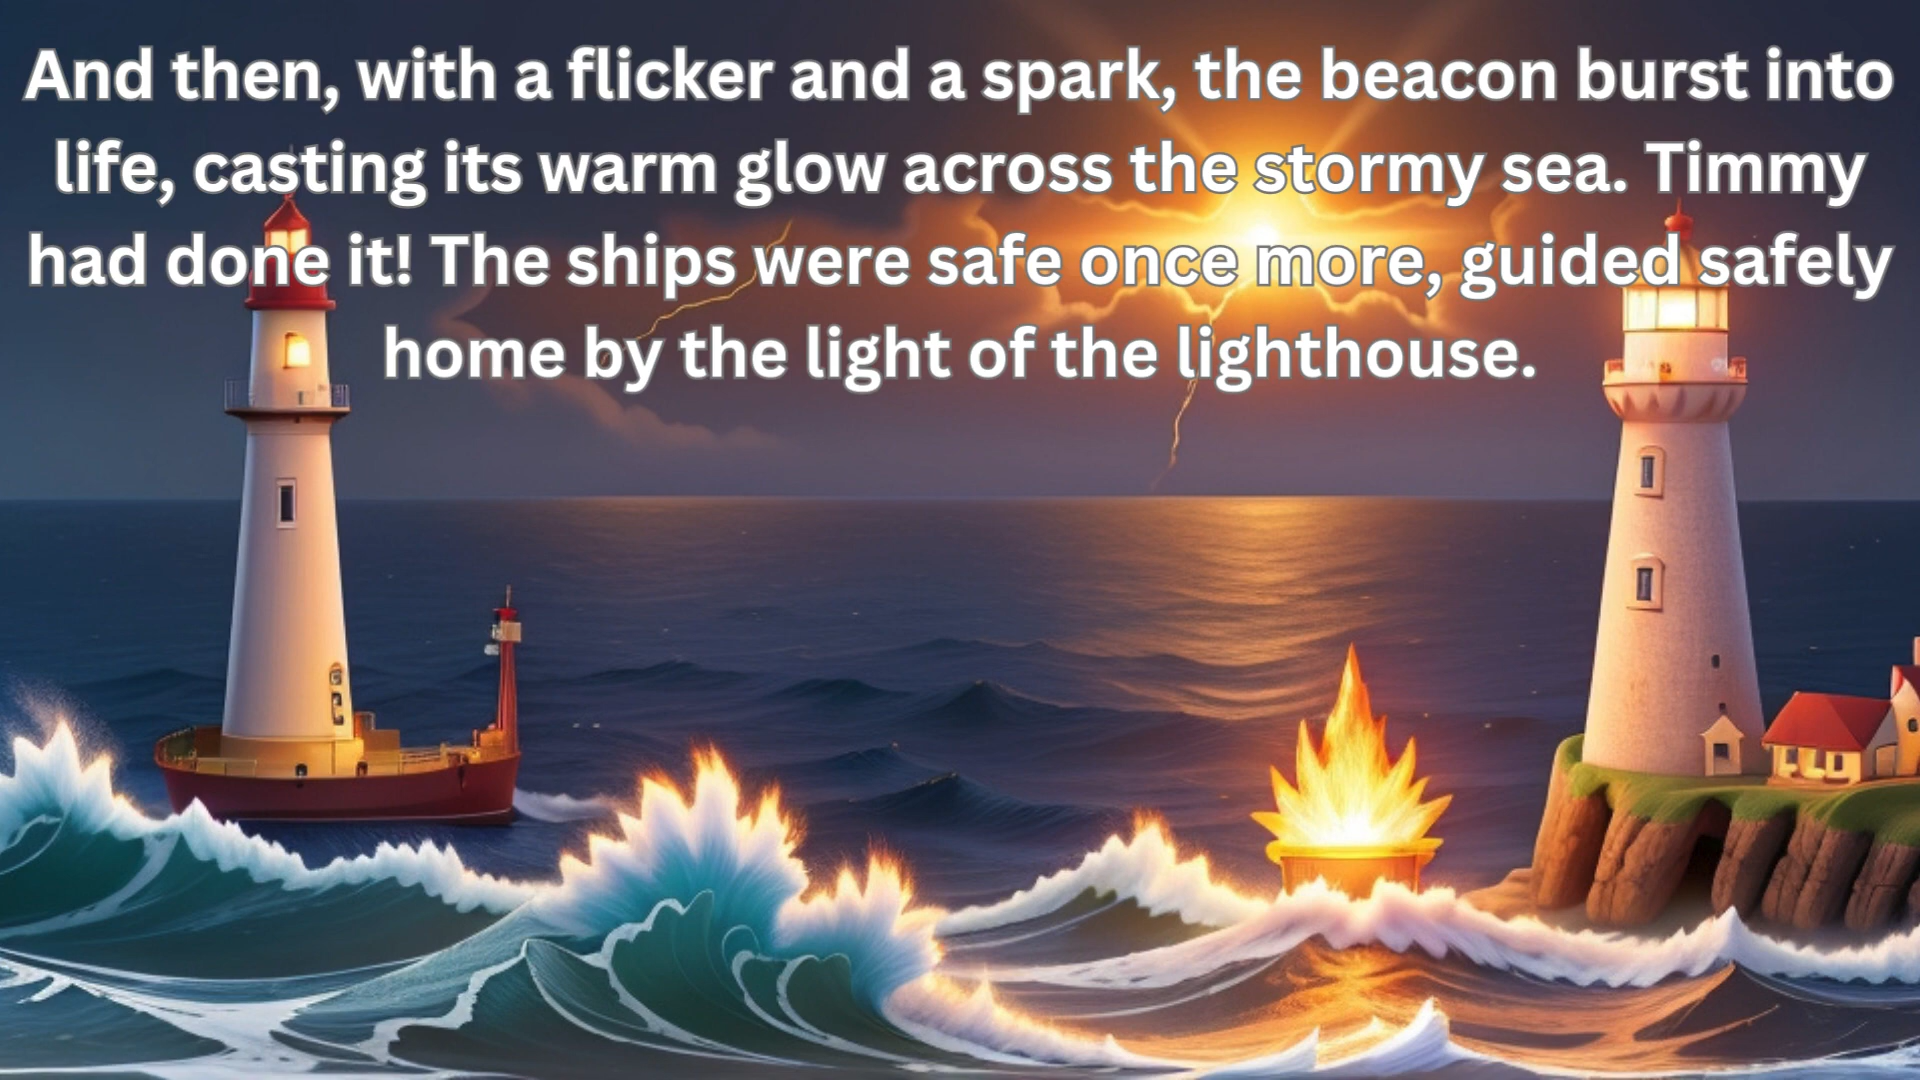 And then, with a flicker and a spark, the beacon burst into
life, casting its warm glow across the stormy sea. Timmy
had done it! The ships were safe once more, guided safely
home by the light of the lighthouse.